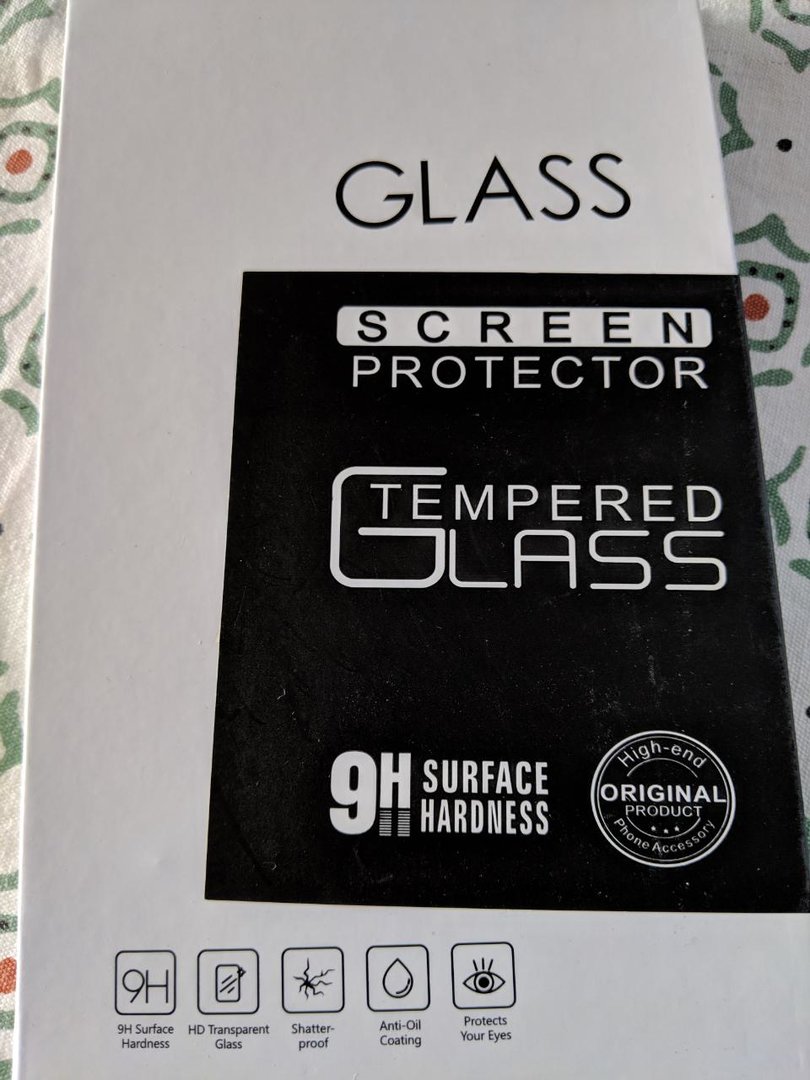 GLASS
SCREEN
PROTECTOR
TEMPERED
GLASS
9H SURFACE
HARDNESS
High-end
ORIGINAL
PRODUCT
Phone Accessory
9H
9H Surface
Hardness
HD Transparent
Glass
Shatter-
proof
Anti-Oil
Coating
Protects
Your Eyes